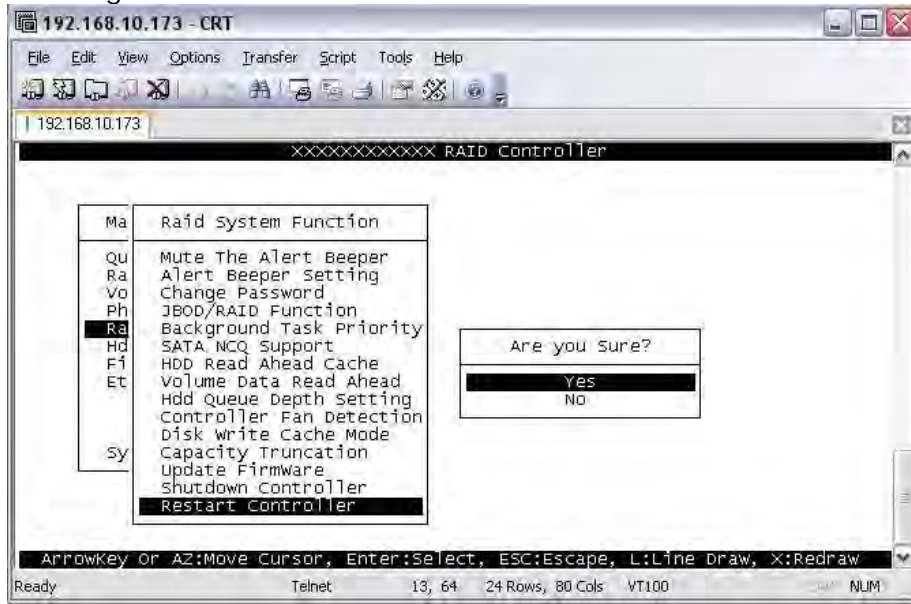 192.168.10.173 - CRT
File Edit View Options Transfer Script Tools Help
192.168.10.173
XXXXXXXXXXXX RAID Controller
Ma
Qu
Ra
Vo
Ph
Ra
Hd
Fi
Et
Sy
Raid System Function
Mute The Alert Beeper
Alert Beeper Setting
Change Password
JBOD/RAID Function
Background Task Priority
SATA NCQ Support
HDD Read Ahead Cache
Volume Data Read Ahead
Hdd Queue Depth Setting
Controller Fan Detection
Disk Write Cache Mode
Capacity Truncation
Update Firmware
Shutdown Controller
Restart Controller
Are you Sure?
Yes
No
ArrowKey Or AZ:Move Cursor, Enter:Select, ESC:Escape, L:Line Draw, X:Redraw
Ready Telnet 13, 64 24 Rows, 80 Cols VT100 NUM